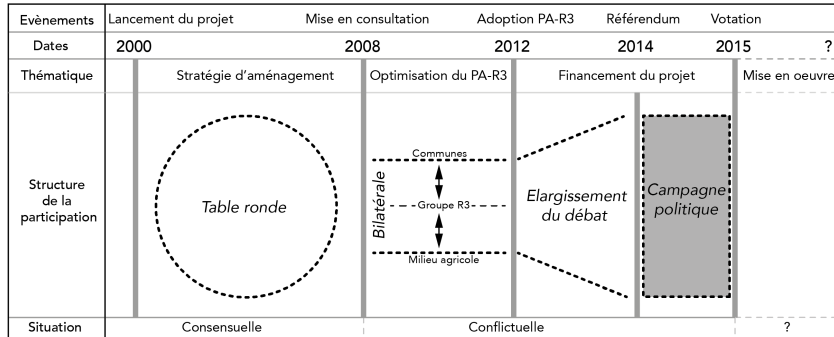 Evènements Lancement du projet Mise en consultation Adoption PA-R3 Référendum Votation
Dates 2000 2008 2012 2014 2015 ?
Thématique Stratégie d'aménagement Optimisation du PA-R3 Financement du projet Mise en oeuvre
Structure
de la
participation
Table ronde
Bilatérale
Communes
Groupe R3
Milieu agricole
Elargissement
du débat
Campagne
politique
Situation Consensuelle Conflictuelle ?